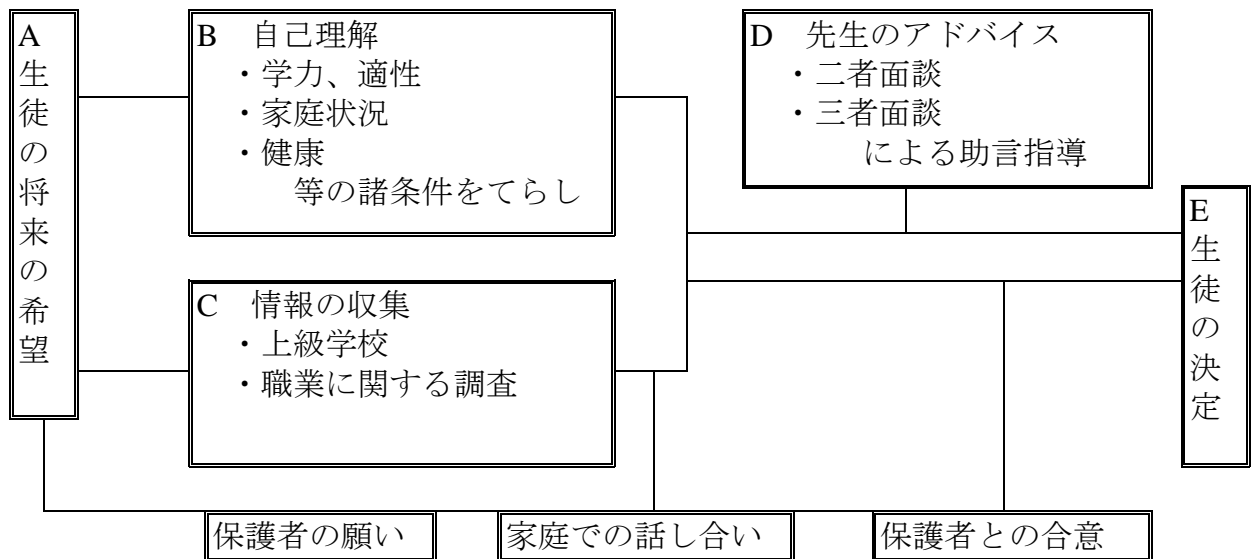 A
生徒の将来の希望
B 自己理解
・学力、適性
・家庭状況
・健康
等の諸条件をてらし
C 情報の収集
・上級学校
・職業に関する調査
D 先生のアドバイス
・二者面談
・三者面談
による助言指導
E
生徒の決定
保護者の願い
家庭での話し合い
保護者との合意